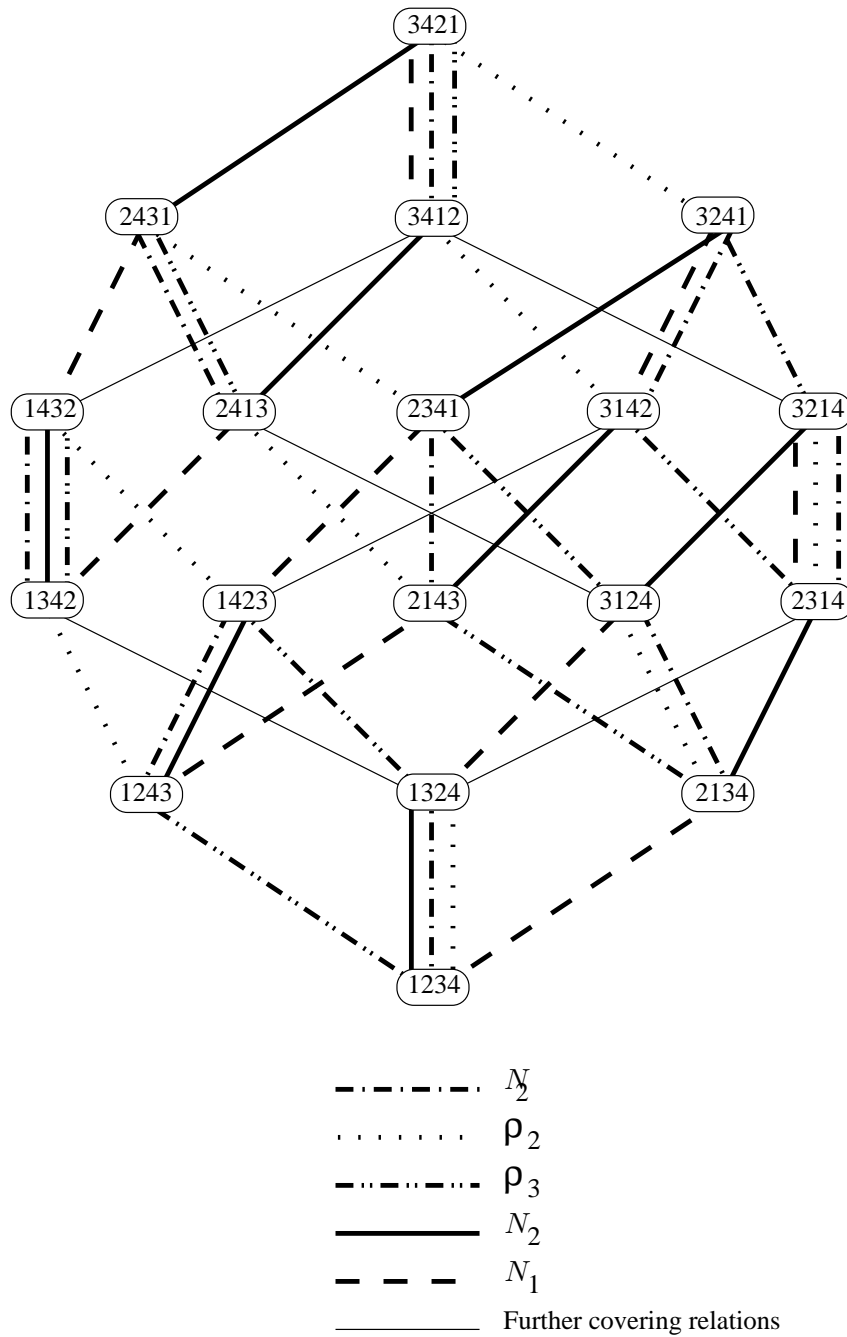 3421
2431 3412 3241
1432 2413 2341 3142 3214
1342 1423 2143 3124 2314
1243 1324 2134
1234
N2
ρ2
ρ3
N2
N1
Further covering relations